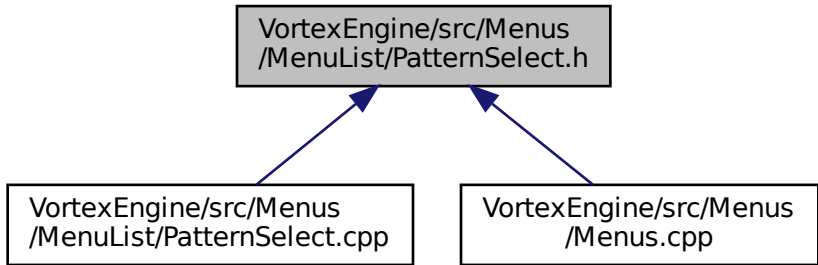 VortexEngine/src/Menus
/MenuList/PatternSelect.h
VortexEngine/src/Menus
/MenuList/PatternSelect.cpp
VortexEngine/src/Menus
/Menus.cpp